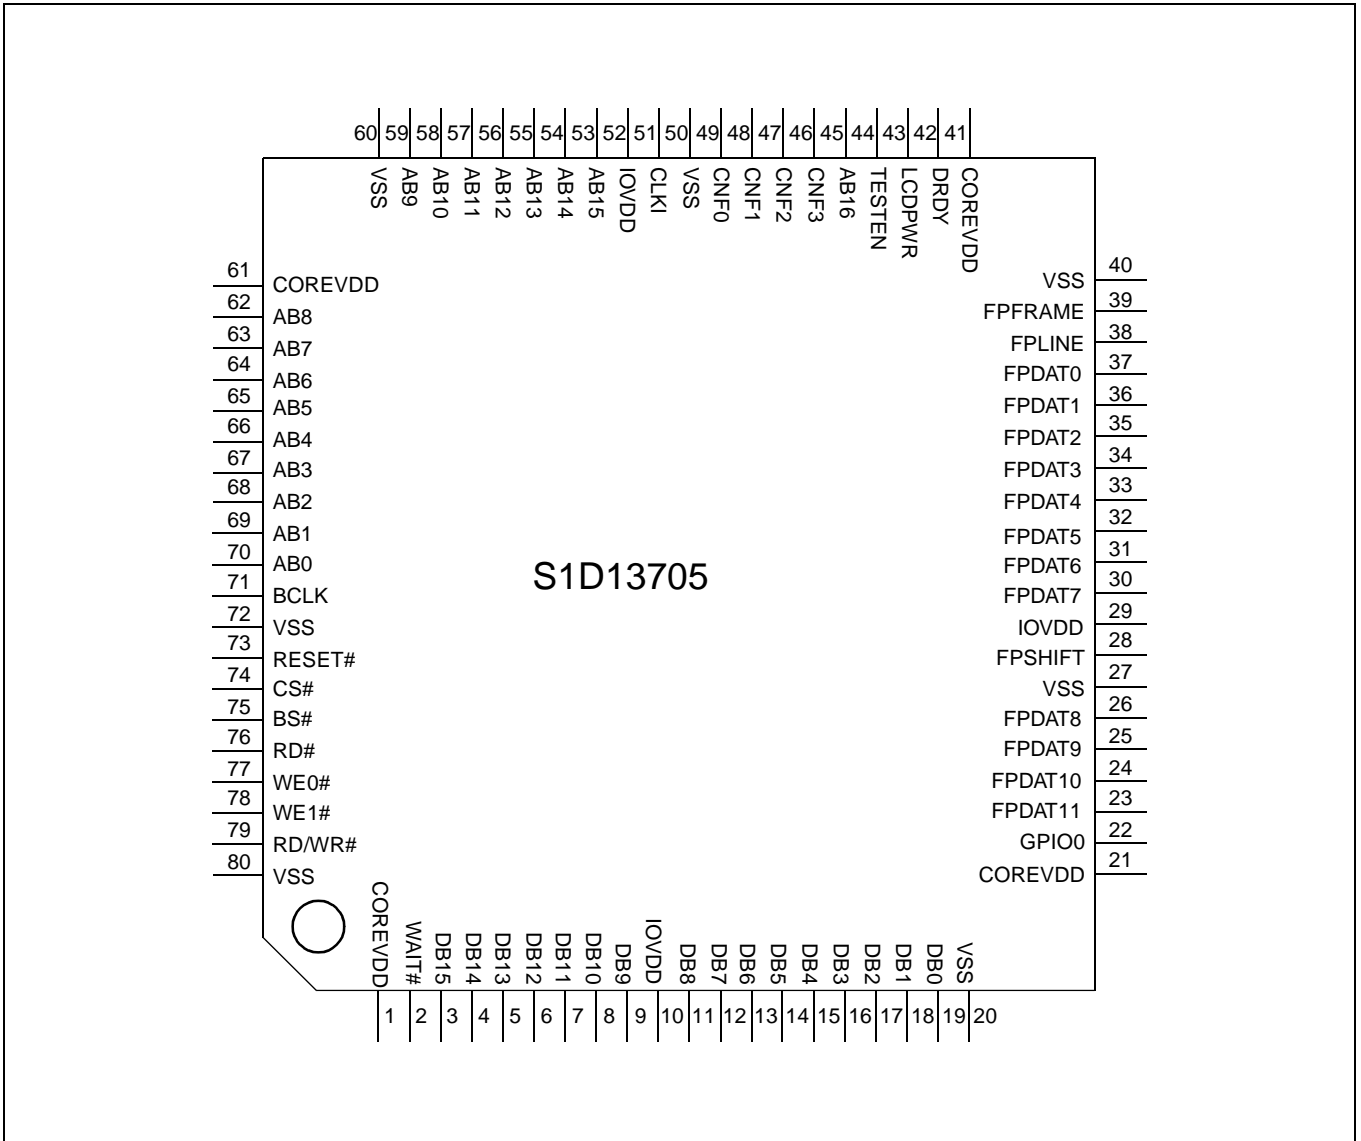 60 59 58 57 56 55 54 53 52 51 50 49 48 47 46 45 44 43 42 41
VSS AB9 AB10 AB11 AB12 AB13 AB14 AB15 IOVDD CLKI VSS CNF0 CNF1 CNF2 CNF3 AB16 TESTEN LCDPWR DRDY COREVDD
61 COREVDD
62 AB8
63 AB7
64 AB6
65 AB5
66 AB4
67 AB3
68 AB2
69 AB1
70 AB0
71 BCLK
72 VSS
73 RESET#
74 CS#
75 BS#
76 RD#
77 WE0#
78 WE1#
79 RD/WR#
80 VSS
S1D13705
VSS 40
FPFRAME 39
FPLINE 38
FPDAT0 37
FPDAT1 36
FPDAT2 35
FPDAT3 34
FPDAT4 33
FPDAT5 32
FPDAT6 31
FPDAT7 30
IOVDD 29
FPSHIFT 28
VSS 27
FPDAT8 26
FPDAT9 25
FPDAT10 24
FPDAT11 23
GPIO0 22
COREVDD 21
COREVDD WAIT# DB15 DB14 DB13 DB12 DB11 DB10 DB9 IOVDD DB8 DB7 DB6 DB5 DB4 DB3 DB2 DB1 DB0 VSS
1 2 3 4 5 6 7 8 9 10 11 12 13 14 15 16 17 18 19 20